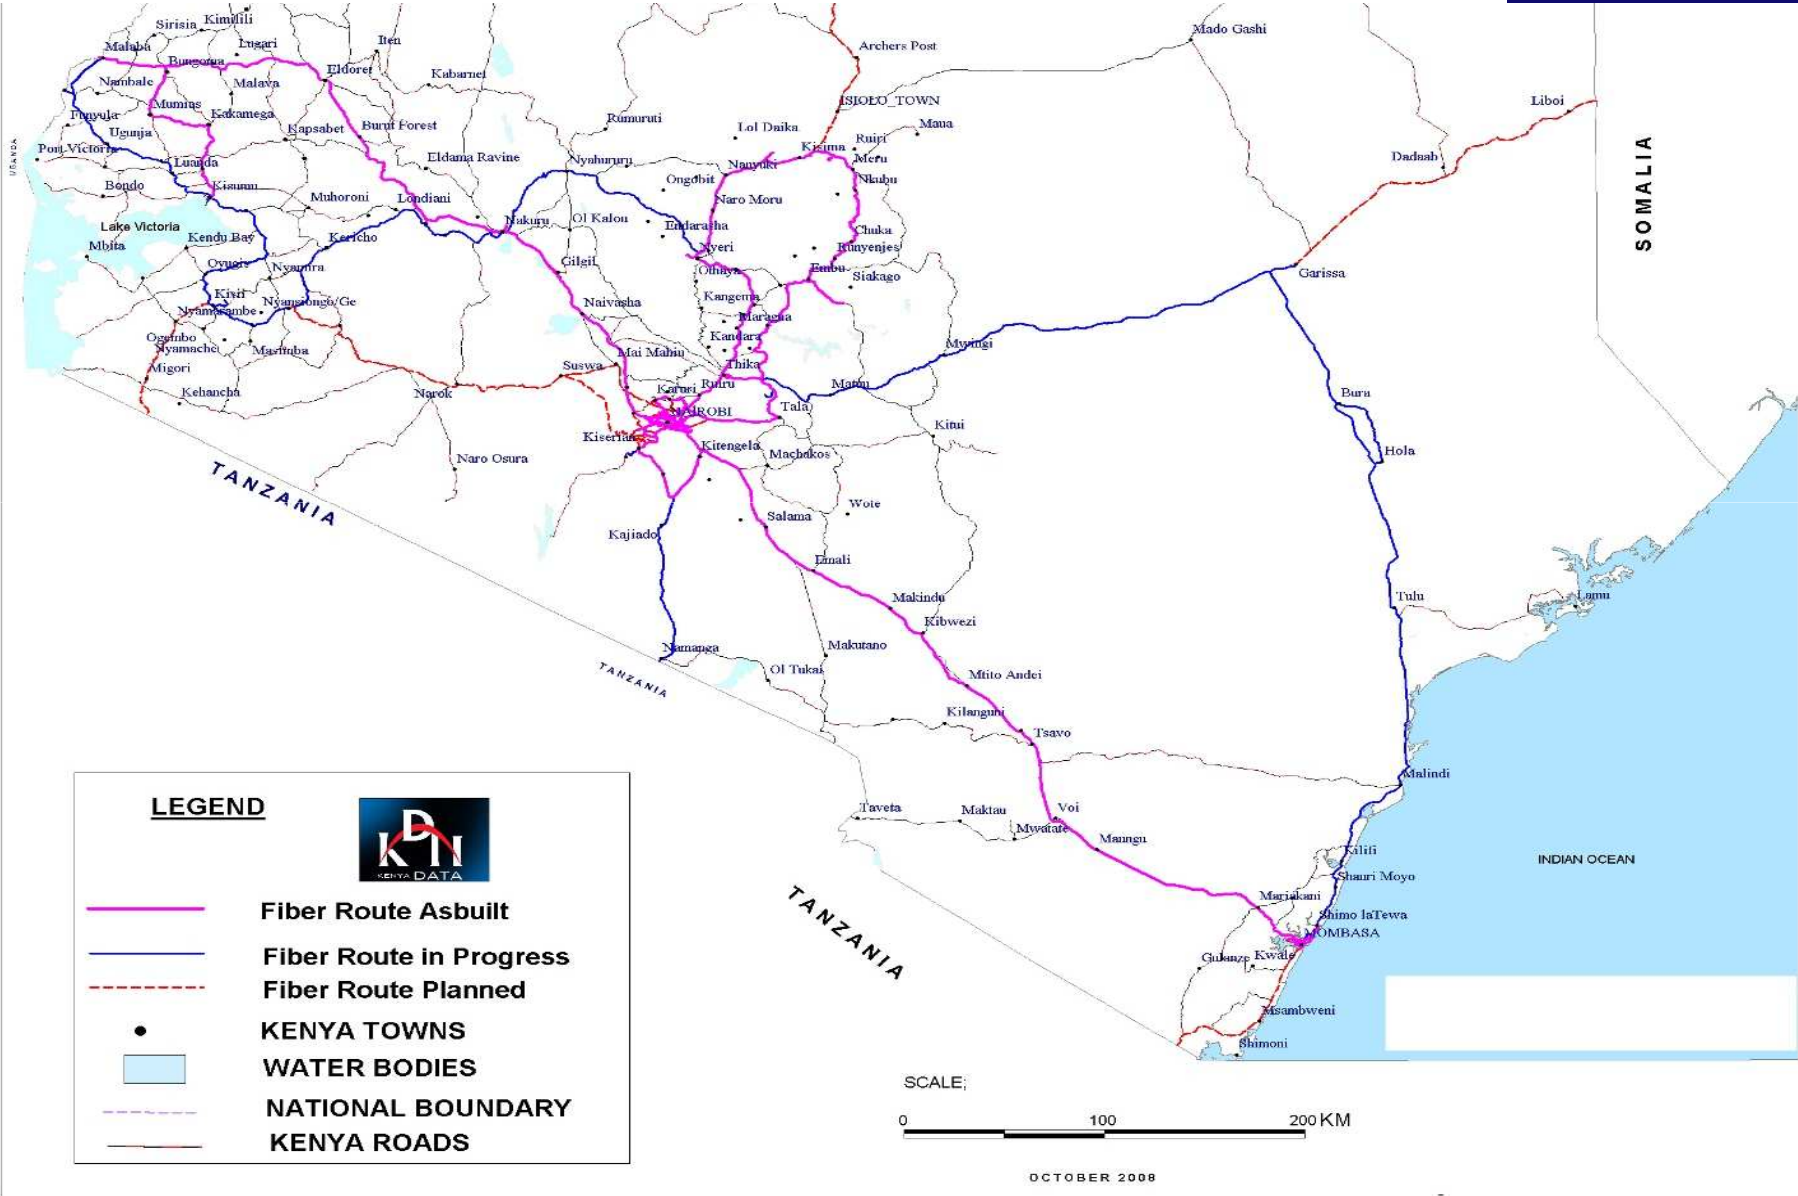 Sirisia
Kimilili
Malaba
Lugari
Iten
Bungoma
Eldoret
Kabarnet
Nambale
Malava
Mumias
Funyula
Kakamega
Ugunja
Kapsabet
Burnt Forest
Port Victoria
Luanda
Eldama Ravine
Bondo
Kisumu
Muhoroni
Londiani
Lake Victoria
Mbita
Kendu Bay
Kericho
Nakuru
Oyugis
Nyamira
Kisii
Nyansiongo/Ge
Nyamarambe
Ogembo
Nyamache
Masimba
Migori
Kehancha
Narok
Naro Osura
UGANDA
Archers Post
Mado Gashi
ISIOLO_TOWN
Liboi
Rumuruti
Lol Daika
Maua
Ruiri
Kisima
Meru
Nyahururu
Nanyuki
Nkubu
Dadaab
SOMALIA
Ongobit
Naro Moru
Ol Kalou
Endarasha
Chuka
Runyenjes
Nyeri
Gilgil
Othaya
Embu
Siakago
Garissa
Naivasha
Kangema
Maragua
Kandara
Mai Mahiu
Mwingi
Suswa
Thika
Ruiru
Karuri
Matuu
Bura
NAIROBI
Tala
Kiserian
Kitui
Kitengela
Machakos
Hola
Wote
Salama
Kajiado
Emali
Makindu
Tulu
Lamu
Kibwezi
Namanga
Makutano
Ol Tukai
Mtito Andei
Kilanguni
Tsavo
Malindi
Taveta
Maktau
Voi
Mwatate
Maungu
Kilifi
Shauri Moyo
Mariakani
Shimo laTewa
MOMBASA
Kwale
Msambweni
Shimoni
INDIAN OCEAN
TANZANIA
TANZANIA
TANZANIA
LEGEND
KDN
KENYA DATA
Fiber Route Asbuilt
Fiber Route in Progress
Fiber Route Planned
KENYA TOWNS
WATER BODIES
NATIONAL BOUNDARY
KENYA ROADS
SCALE;
0 100 200 KM
OCTOBER 2008